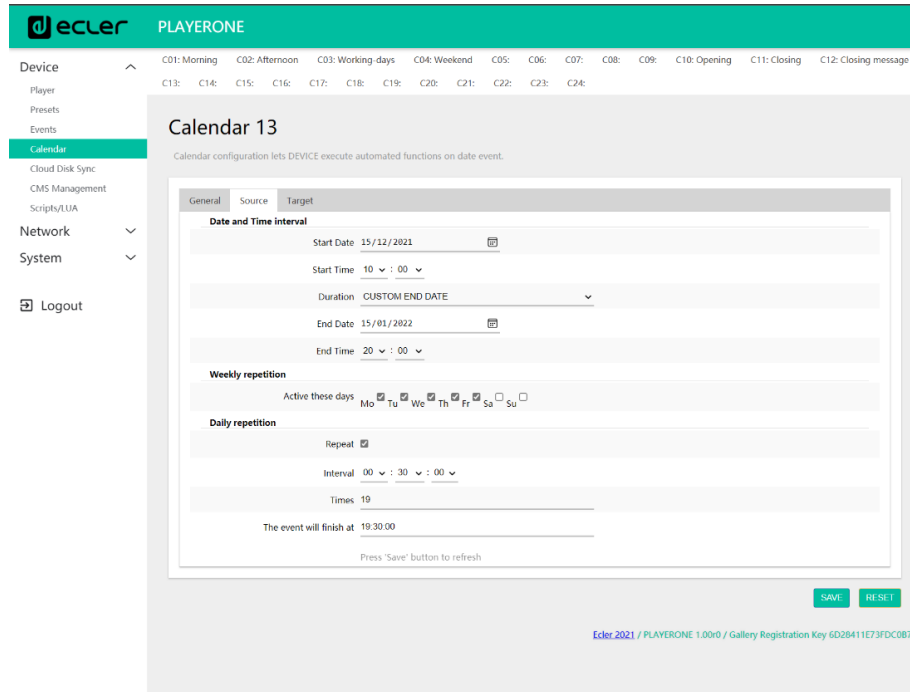 ecler PLAYERONE
Device
Player
Presets
Events
Calendar
Cloud Disk Sync
CMS Management
Scripts/LUA
Network
System
Logout
C01: Morning C02: Afternoon C03: Working-days C04: Weekend C05: C06: C07: C08: C09: C10: Opening C11: Closing C12: Closing message
C13: C14: C15: C16: C17: C18: C19: C20: C21: C22: C23: C24:
Calendar 13
Calendar configuration lets DEVICE execute automated functions on date event.
General Source Target
Date and Time interval
Start Date 15/12/2021
Start Time 10 : 00
Duration CUSTOM END DATE
End Date 15/01/2022
End Time 20 : 00
Weekly repetition
Active these days Mo Tu We Th Fr Sa Su
Daily repetition
Repeat
Interval 00 : 30 : 00
Times 19
The event will finish at 19:30:00
Press 'Save' button to refresh
SAVE RESET
Ecler 2021 / PLAYERONE 1.00r0 / Gallery Registration Key 6D28411E73FDC0B7